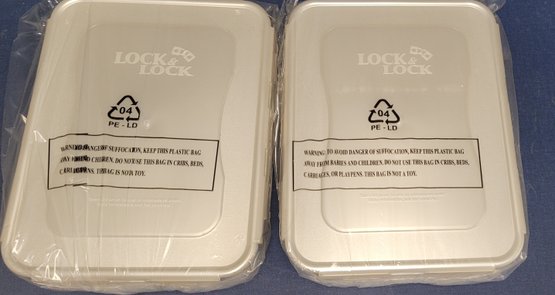 LOCK&
LOCK
04
PE - LD
WARNING: TO AVOID DANGER OF SUFFOCATION, KEEP THIS PLASTIC BAG
AWAY FROM BABIES AND CHILDREN. DO NOT USE THIS BAG IN CRIBS, BEDS,
CARRIAGES, OR PLAYPENS. THIS BAG IS NOT A TOY.
LOCK&
LOCK
04
PE - LD
WARNING: TO AVOID DANGER OF SUFFOCATION, KEEP THIS PLASTIC BAG
AWAY FROM BABIES AND CHILDREN. DO NOT USE THIS BAG IN CRIBS, BEDS,
CARRIAGES, OR PLAYPENS. THIS BAG IS NOT A TOY.